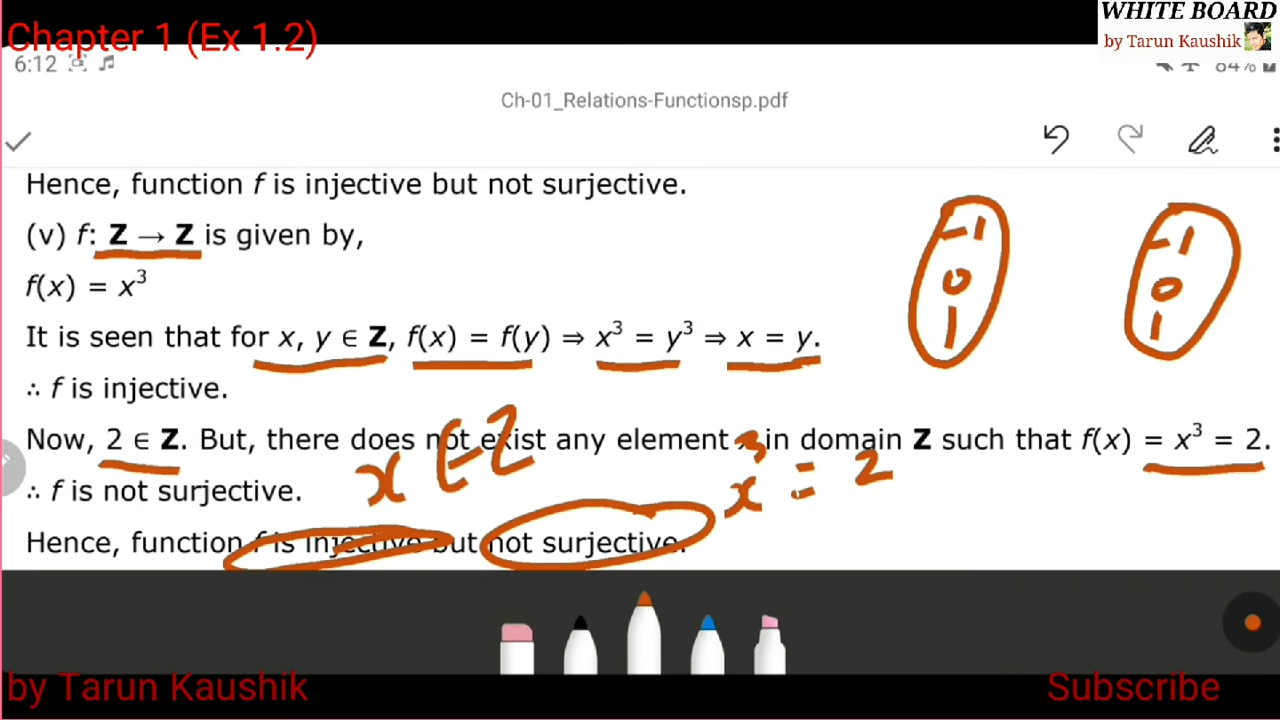 Chapter 1 (Ex 1.2)
WHITE BOARD
by Tarun Kaushik
6:12
84%
Ch-01_Relations-Functionsp.pdf
Hence, function f is injective but not surjective.
(v) f: Z → Z is given by,
f(x) = x³
It is seen that for x, y ∈ Z, f(x) = f(y) ⇒ x³ = y³ ⇒ x = y.
∴ f is injective.
Now, 2 ∈ Z. But, there does not exist any element x in domain Z such that f(x) = x³ = 2.
∴ f is not surjective.
Hence, function f is injective but not surjective.
-1
0
1
-1
0
1
x ∈ Z
x³ = 2
by Tarun Kaushik
Subscribe